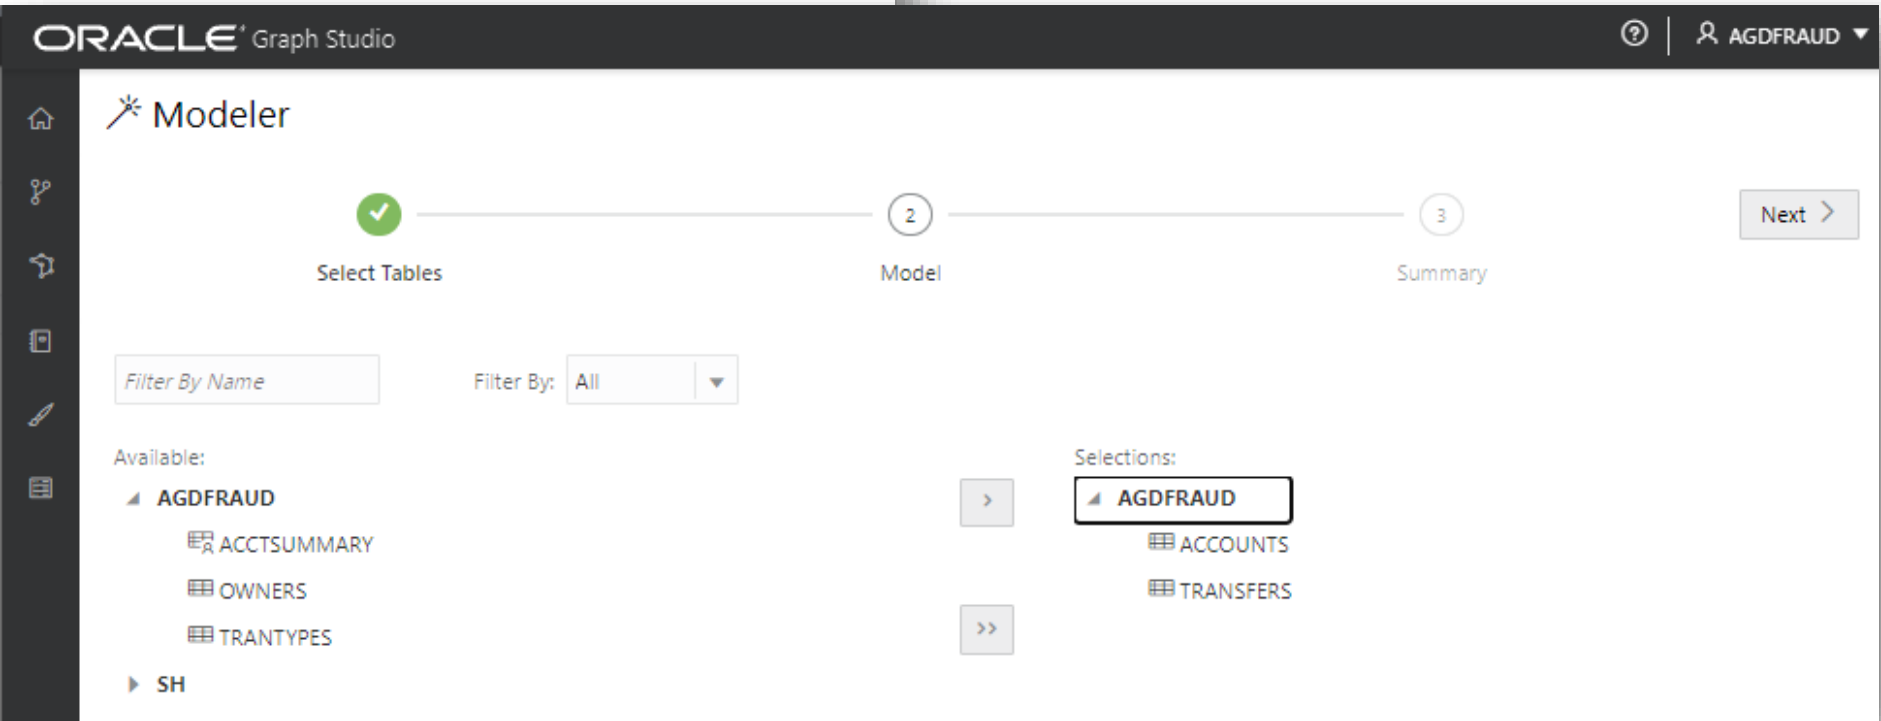 ORACLE Graph Studio
AGDFRAUD
Modeler
2
3
Next
Select Tables
Model
Summary
Filter By Name
Filter By: All
Available:
Selections:
AGDFRAUD
AGDFRAUD
ACCTSUMMARY
ACCOUNTS
OWNERS
TRANSFERS
TRANTYPES
SH